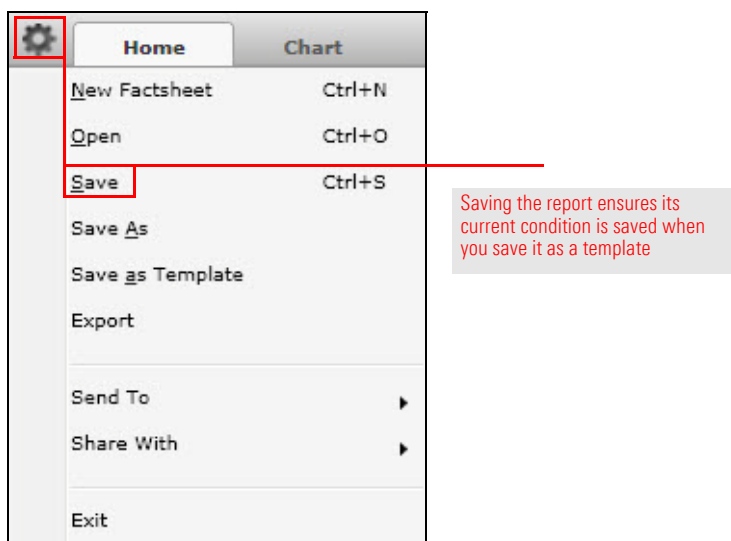 Home Chart
New Factsheet Ctrl+N
Open Ctrl+O
Save Ctrl+S
Saving the report ensures its
current condition is saved when
you save it as a template
Save As
Save as Template
Export
Send To
Share With
Exit